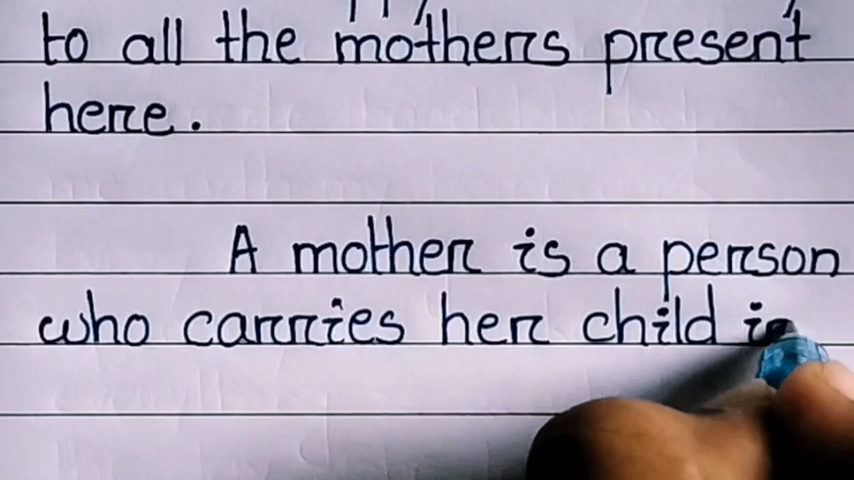 to all the mothers present
here.
A mother is a person
who carries her child